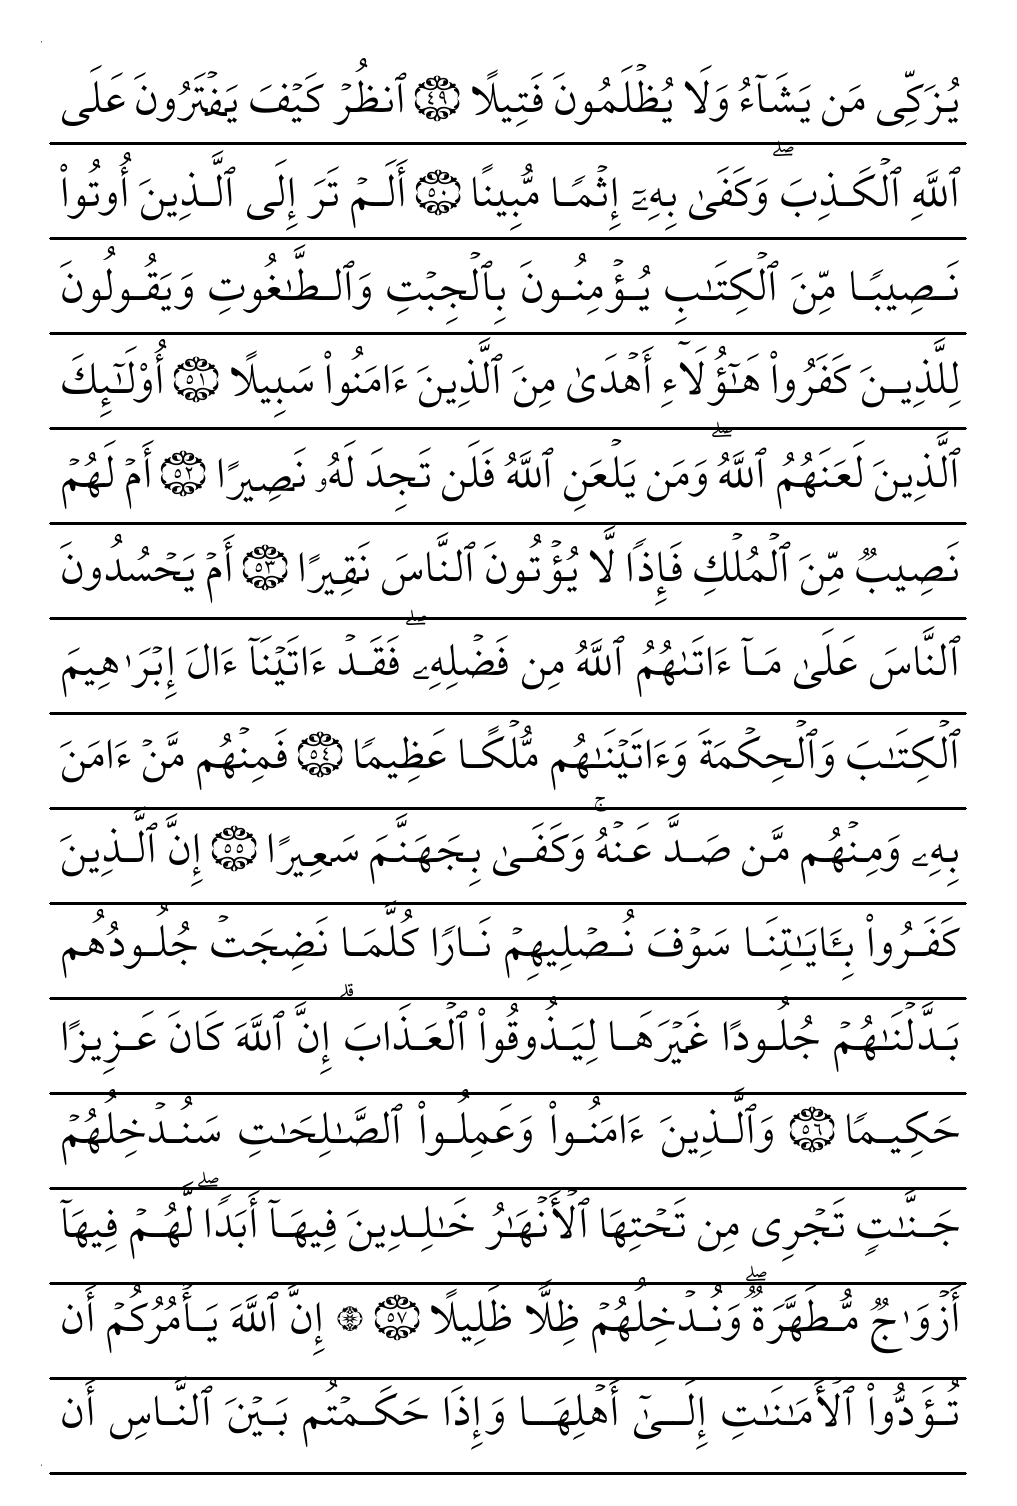 يُزَكِّى مَن يَشَآءُ وَلَا يُظْلَمُونَ فَتِيلًا ٤٩ ٱنظُرْ كَيْفَ يَفْتَرُونَ عَلَى
ٱللَّهِ ٱلْكَذِبَ ۖ وَكَفَىٰ بِهِۦٓ إِثْمًا مُّبِينًا ٥٠ أَلَمْ تَرَ إِلَى ٱلَّذِينَ أُوتُوا۟
نَصِيبًا مِّنَ ٱلْكِتَـٰبِ يُؤْمِنُونَ بِٱلْجِبْتِ وَٱلطَّـٰغُوتِ وَيَقُولُونَ
لِلَّذِينَ كَفَرُوا۟ هَـٰٓؤُلَآءِ أَهْدَىٰ مِنَ ٱلَّذِينَ ءَامَنُوا۟ سَبِيلًا ٥١ أُو۟لَـٰٓئِكَ
ٱلَّذِينَ لَعَنَهُمُ ٱللَّهُ ۖ وَمَن يَلْعَنِ ٱللَّهُ فَلَن تَجِدَ لَهُۥ نَصِيرًا ٥٢ أَمْ لَهُمْ
نَصِيبٌ مِّنَ ٱلْمُلْكِ فَإِذًا لَّا يُؤْتُونَ ٱلنَّاسَ نَقِيرًا ٥٣ أَمْ يَحْسُدُونَ
ٱلنَّاسَ عَلَىٰ مَآ ءَاتَىٰهُمُ ٱللَّهُ مِن فَضْلِهِۦ ۖ فَقَدْ ءَاتَيْنَآ ءَالَ إِبْرَٰهِيمَ
ٱلْكِتَـٰبَ وَٱلْحِكْمَةَ وَءَاتَيْنَـٰهُم مُّلْكًا عَظِيمًا ٥٤ فَمِنْهُم مَّنْ ءَامَنَ
بِهِۦ وَمِنْهُم مَّن صَدَّ عَنْهُ ۚ وَكَفَىٰ بِجَهَنَّمَ سَعِيرًا ٥٥ إِنَّ ٱلَّذِينَ
كَفَرُوا۟ بِـَٔايَـٰتِنَا سَوْفَ نُصْلِيهِمْ نَارًا كُلَّمَا نَضِجَتْ جُلُودُهُم
بَدَّلْنَـٰهُمْ جُلُودًا غَيْرَهَا لِيَذُوقُوا۟ ٱلْعَذَابَ ۗ إِنَّ ٱللَّهَ كَانَ عَزِيزًا
حَكِيمًا ٥٦ وَٱلَّذِينَ ءَامَنُوا۟ وَعَمِلُوا۟ ٱلصَّـٰلِحَـٰتِ سَنُدْخِلُهُمْ
جَنَّـٰتٍ تَجْرِى مِن تَحْتِهَا ٱلْأَنْهَـٰرُ خَـٰلِدِينَ فِيهَآ أَبَدًا ۖ لَّهُمْ فِيهَآ
أَزْوَٰجٌ مُّطَهَّرَةٌ ۖ وَنُدْخِلُهُمْ ظِلًّا ظَلِيلًا ٥٧ ۞ إِنَّ ٱللَّهَ يَأْمُرُكُمْ أَن
تُؤَدُّوا۟ ٱلْأَمَـٰنَـٰتِ إِلَىٰٓ أَهْلِهَا وَإِذَا حَكَمْتُم بَيْنَ ٱلنَّاسِ أَن